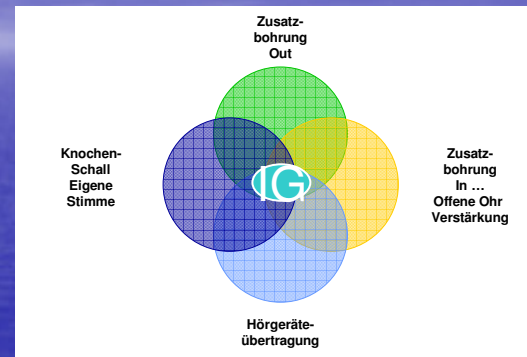 Zusatz-
bohrung
Out
Knochen-
Schall
Eigene
Stimme
IG
Zusatz-
bohrung
In ...
Offene Ohr
Verstärkung
Hörgeräte-
übertragung